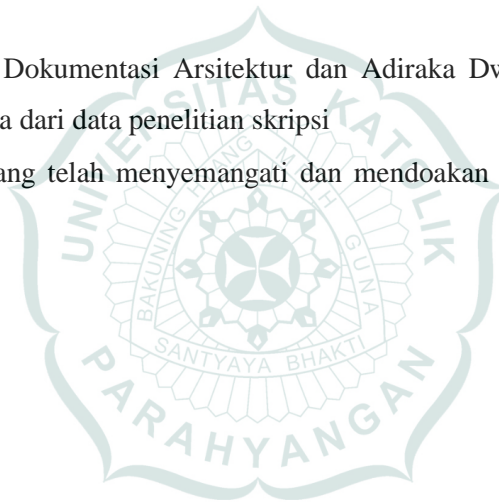 Dokumentasi Arsitektur dan Adiraka Dw
a dari data penelitian skripsi
ang telah menyemangati dan mendoakan
UNIVERSITAS KATOLIK
BAKUNING HYANG MRIH GUNA
SANTYAYA BHAKTI
PARAHYANGAN